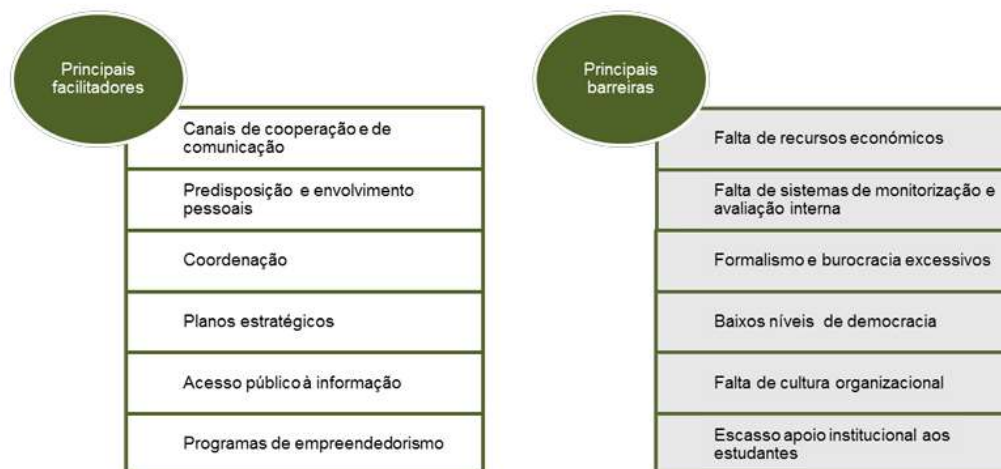 Principais
facilitadores
Canais de cooperação e de
comunicação
Predisposição e envolvimento
pessoais
Coordenação
Planos estratégicos
Acesso público à informação
Programas de empreendedorismo
Principais
barreiras
Falta de recursos económicos
Falta de sistemas de monitorização e
avaliação interna
Formalismo e burocracia excessivos
Baixos níveis de democracia
Falta de cultura organizacional
Escasso apoio institucional aos
estudantes